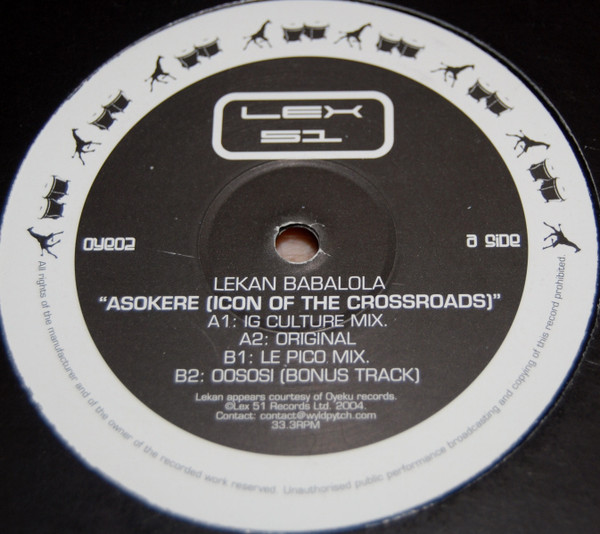 LEX
51
OYE02
a side
LEKAN BABALOLA
"ASOKERE (ICON OF THE CROSSROADS)"
A1: IG CULTURE MIX.
A2: ORIGINAL
B1: LE PICO MIX.
B2: OOSOSI (BONUS TRACK)
Lekan appears courtesy of Oyeku records.
©Lex 51 Records Ltd. 2004.
Contact: contact@wyldpytch.com
33.3RPM
All rights of the manufacturer and of the owner of the recorded work reserved. Unauthorised public performance broadcasting and copying of this record prohibited.